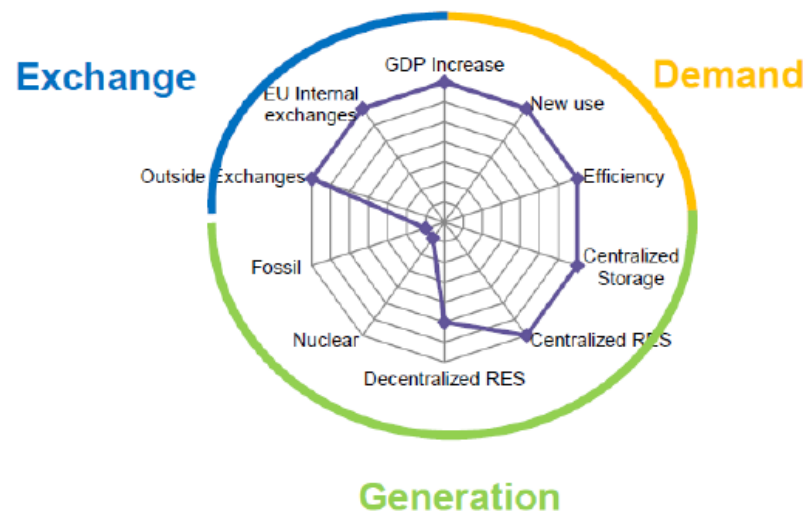 GDP Increase
Exchange
Demand
EU Internal
exchanges
New use
Outside Exchanges
Efficiency
Centralized
Storage
Fossil
Nuclear
Centralized RES
Decentralized RES
Generation